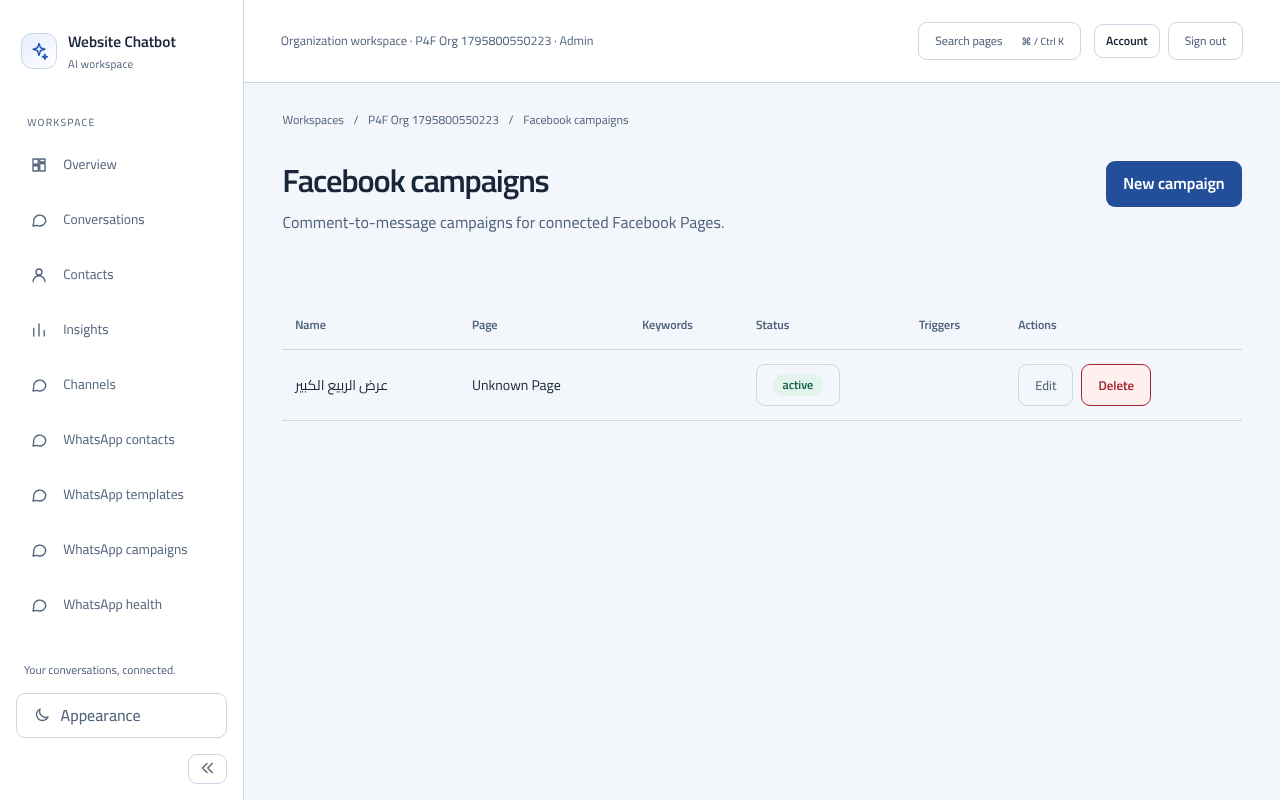 Website Chatbot
AI workspace
WORKSPACE
Overview
Conversations
Contacts
Insights
Channels
WhatsApp contacts
WhatsApp templates
WhatsApp campaigns
WhatsApp health
Your conversations, connected.
Appearance
Organization workspace · P4F Org 1795800550223 · Admin
Search pages ⌘ / Ctrl K
Account
Sign out
Workspaces / P4F Org 1795800550223 / Facebook campaigns
Facebook campaigns
New campaign
Comment-to-message campaigns for connected Facebook Pages.
Name Page Keywords Status Triggers Actions
عرض الربيع الكبير Unknown Page active Edit Delete